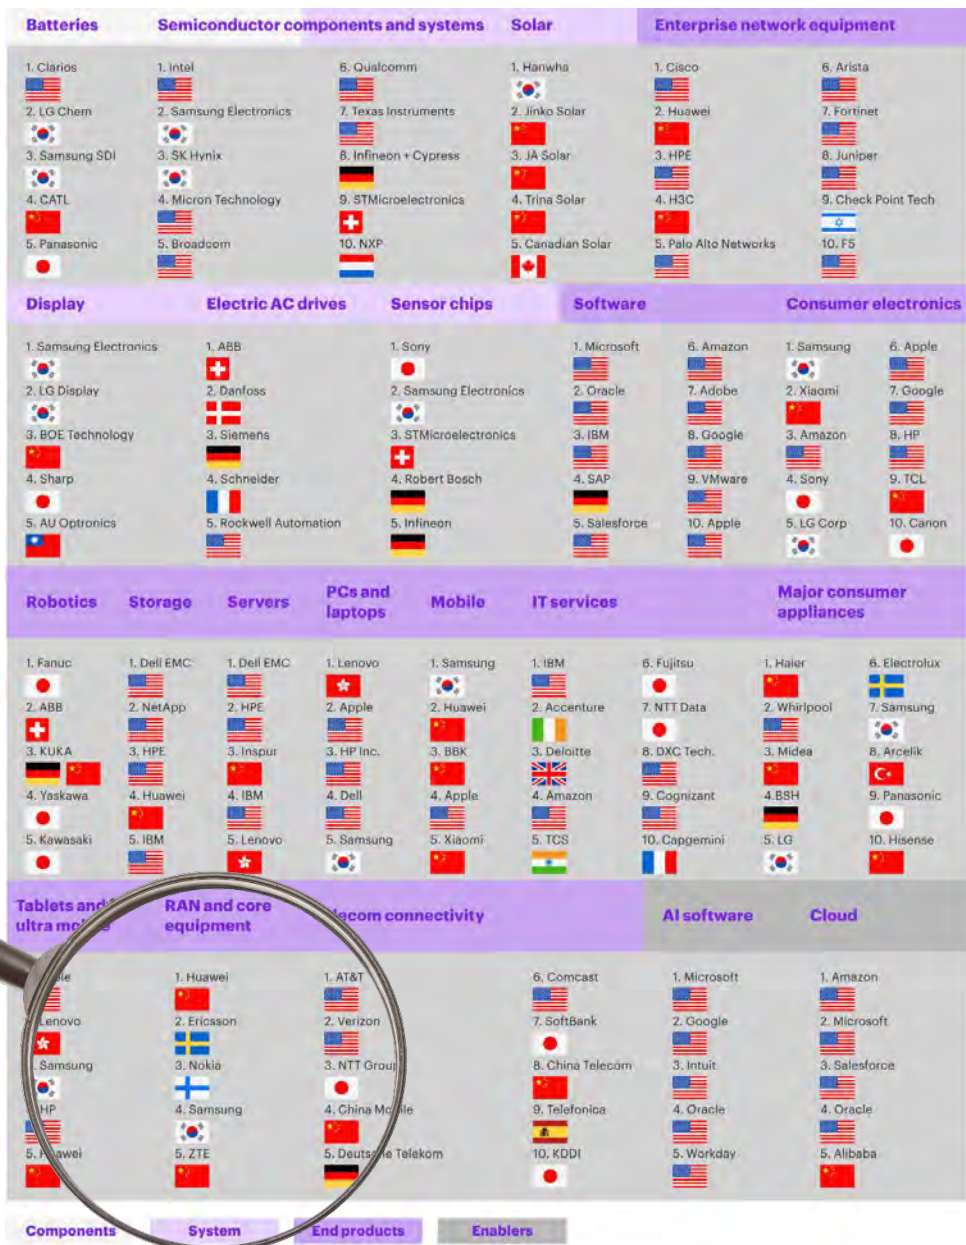 Batteries Semiconductor components and systems Solar Enterprise network equipment
1. Clarios 1. Intel 6. Qualcomm 1. Hanwha 1. Cisco 6. Arista
2. LG Chem 2. Samsung Electronics 7. Texas Instruments 2. Jinko Solar 2. Huawei 7. Fortinet
3. Samsung SDI 3. SK Hynix 8. Infineon + Cypress 3. JA Solar 3. HPE 8. Juniper
4. CATL 4. Micron Technology 9. STMicroelectronics 4. Trina Solar 4. H3C 9. Check Point Tech
5. Panasonic 5. Broadcom 10. NXP 5. Canadian Solar 5. Palo Alto Networks 10. F5
Display Electric AC drives Sensor chips Software Consumer electronics
1. Samsung Electronics 1. ABB 1. Sony 1. Microsoft 6. Amazon 1. Samsung 6. Apple
2. LG Display 2. Danfoss 2. Samsung Electronics 2. Oracle 7. Adobe 2. Xiaomi 7. Google
3. BOE Technology 3. Siemens 3. STMicroelectronics 3. IBM 8. Google 3. Amazon 8. HP
4. Sharp 4. Schneider 4. Robert Bosch 4. SAP 9. VMware 4. Sony 9. TCL
5. AU Optronics 5. Rockwell Automation 5. Infineon 5. Salesforce 10. Apple 5. LG Corp 10. Canon
Robotics Storage Servers PCs and laptops Mobile IT services Major consumer appliances
1. Fanuc 1. Dell EMC 1. Dell EMC 1. Lenovo 1. Samsung 1. IBM 6. Fujitsu 1. Haier 6. Electrolux
2. ABB 2. NetApp 2. HPE 2. Apple 2. Huawei 2. Accenture 7. NTT Data 2. Whirlpool 7. Samsung
3. KUKA 3. HPE 3. Inspur 3. HP Inc. 3. BBK 3. Deloitte 8. DXC Tech. 3. Midea 8. Arcelik
4. Yaskawa 4. Huawei 4. IBM 4. Dell 4. Apple 4. Amazon 9. Cognizant 4.BSH 9. Panasonic
5. Kawasaki 5. IBM 5. Lenovo 5. Samsung 5. Xiaomi 5. TCS 10. Capgemini 5. LG 10. Hisense
Tablets and ultra RAN and core equipment connectivity AI software Cloud
1. Huawei 1. AT&T 6. Comcast 1. Microsoft 1. Amazon
Lenovo 2. Ericsson 2. Verizon 7. SoftBank 2. Google 2. Microsoft
Samsung 3. Nokia 3. NTT Group 8. China Telecom 3. Intuit 3. Salesforce
HP 4. Samsung 4. China Mobile 9. Telefonica 4. Oracle 4. Oracle
5. Huawei 5. ZTE 5. Deutsche Telekom 10. KDDI 5. Workday 5. Alibaba
Components System End products Enablers